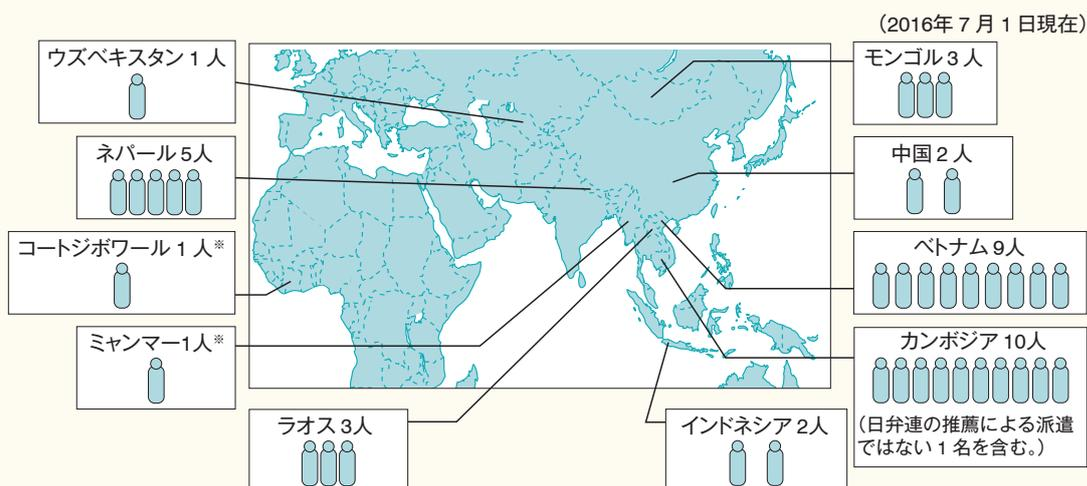 （2016年７月１日現在）
ウズベキスタン１人
モンゴル３人
ネパール5人
中国２人
コートジボワール１人※
ベトナム9人
ミャンマー1人※
カンボジア10人
（日弁連の推薦による派遣
ではない１名を含む。）
ラオス3人
インドネシア2人